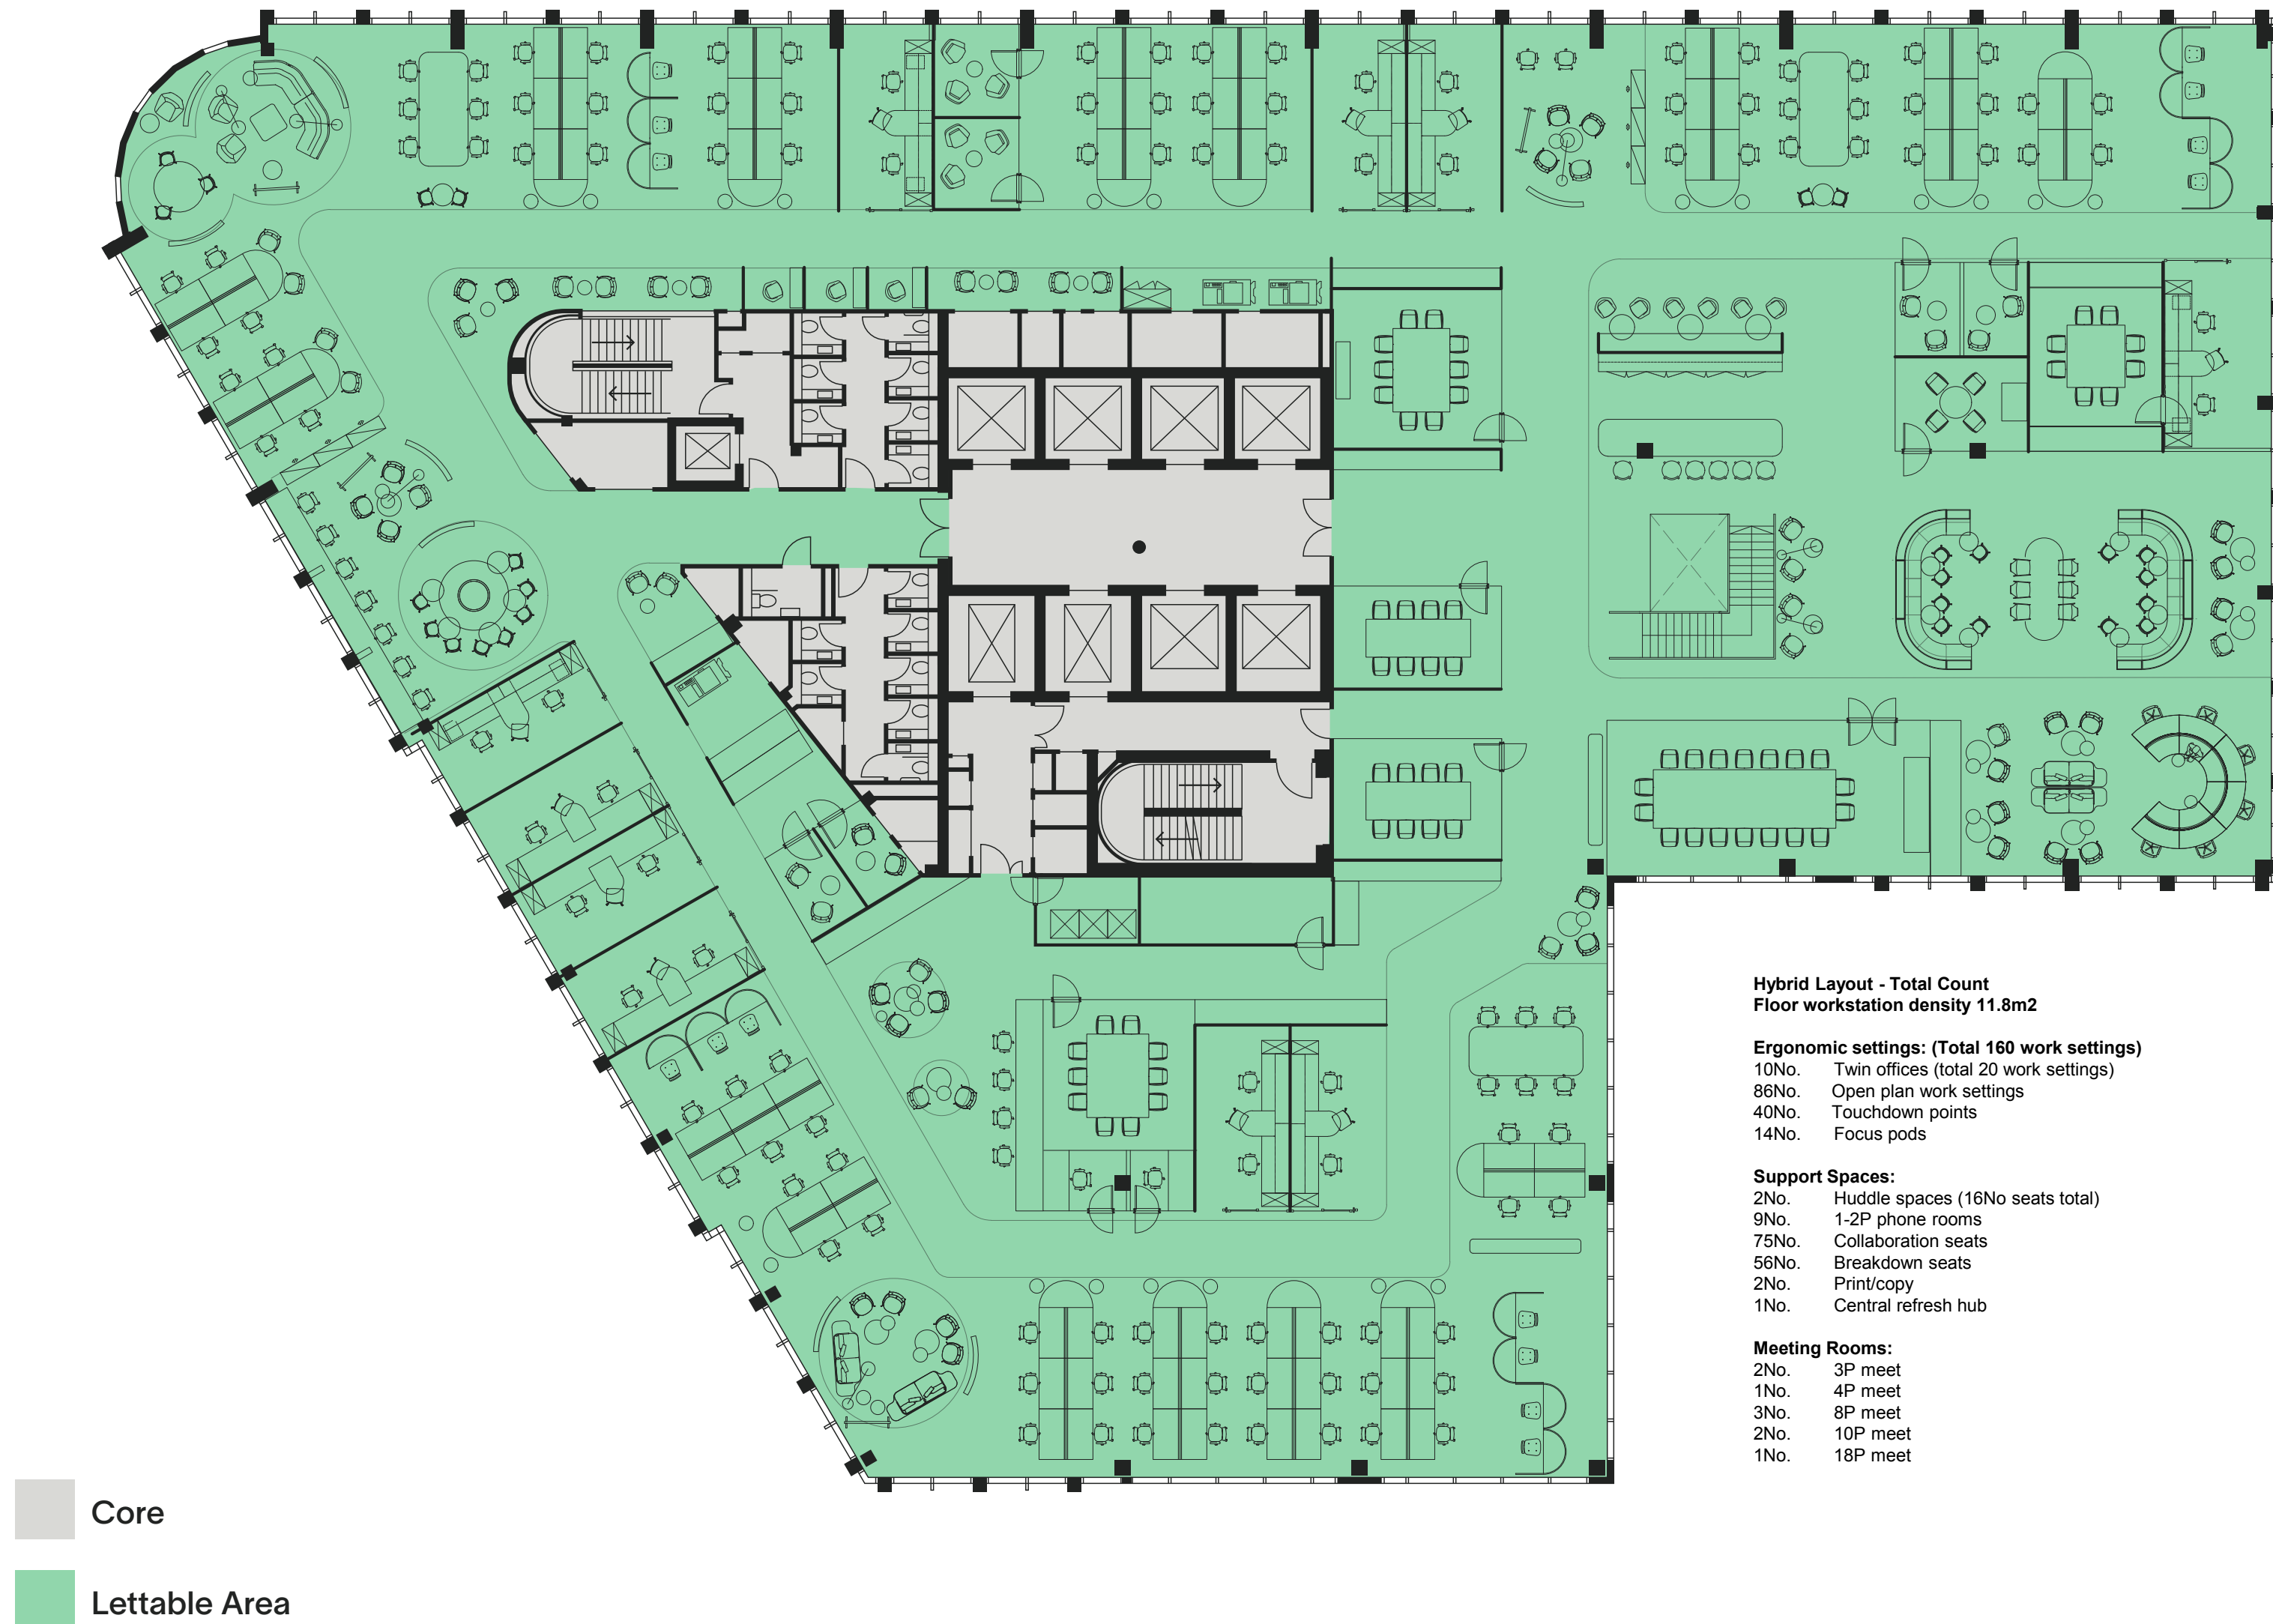 Hybrid Layout - Total Count
Floor workstation density 11.8m2
Ergonomic settings: (Total 160 work settings)
10No. Twin offices (total 20 work settings)
86No. Open plan work settings
40No. Touchdown points
14No. Focus pods
Support Spaces:
2No. Huddle spaces (16No seats total)
9No. 1-2P phone rooms
75No. Collaboration seats
56No. Breakdown seats
2No. Print/copy
1No. Central refresh hub
Meeting Rooms:
2No. 3P meet
1No. 4P meet
3No. 8P meet
2No. 10P meet
1No. 18P meet
Core
Lettable Area